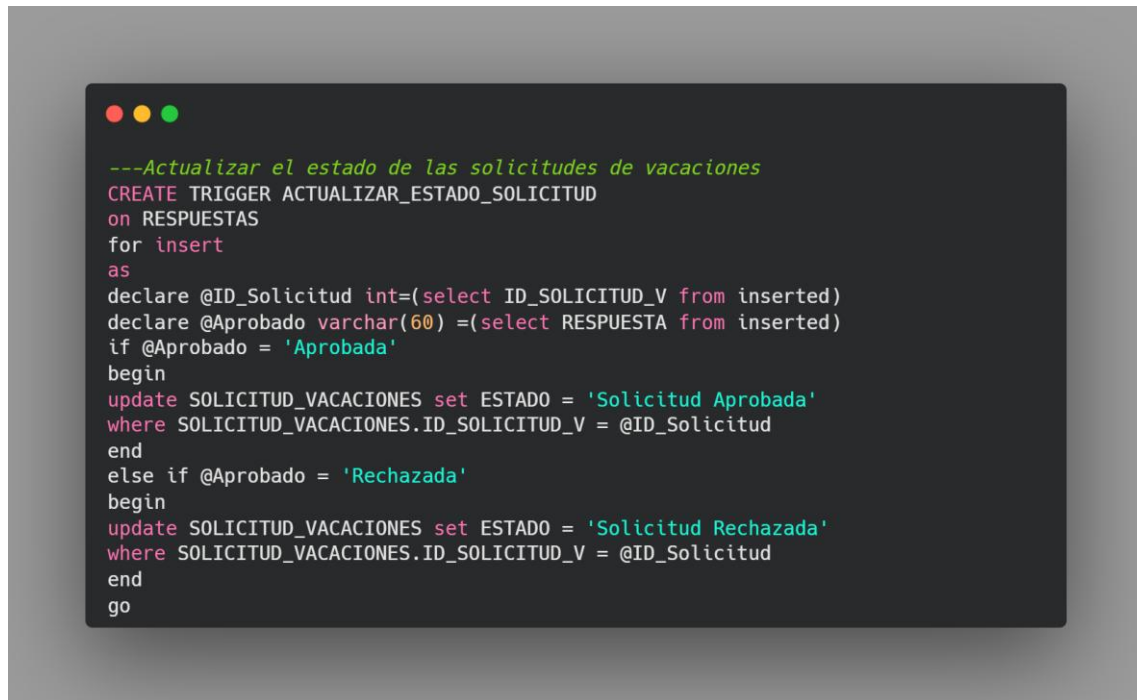 ---Actualizar el estado de las solicitudes de vacaciones
CREATE TRIGGER ACTUALIZAR_ESTADO_SOLICITUD
on RESPUESTAS
for insert
as
declare @ID_Solicitud int=(select ID_SOLICITUD_V from inserted)
declare @Aprobado varchar(60) =(select RESPUESTA from inserted)
if @Aprobado = 'Aprobada'
begin
update SOLICITUD_VACACIONES set ESTADO = 'Solicitud Aprobada'
where SOLICITUD_VACACIONES.ID_SOLICITUD_V = @ID_Solicitud
end
else if @Aprobado = 'Rechazada'
begin
update SOLICITUD_VACACIONES set ESTADO = 'Solicitud Rechazada'
where SOLICITUD_VACACIONES.ID_SOLICITUD_V = @ID_Solicitud
end
go